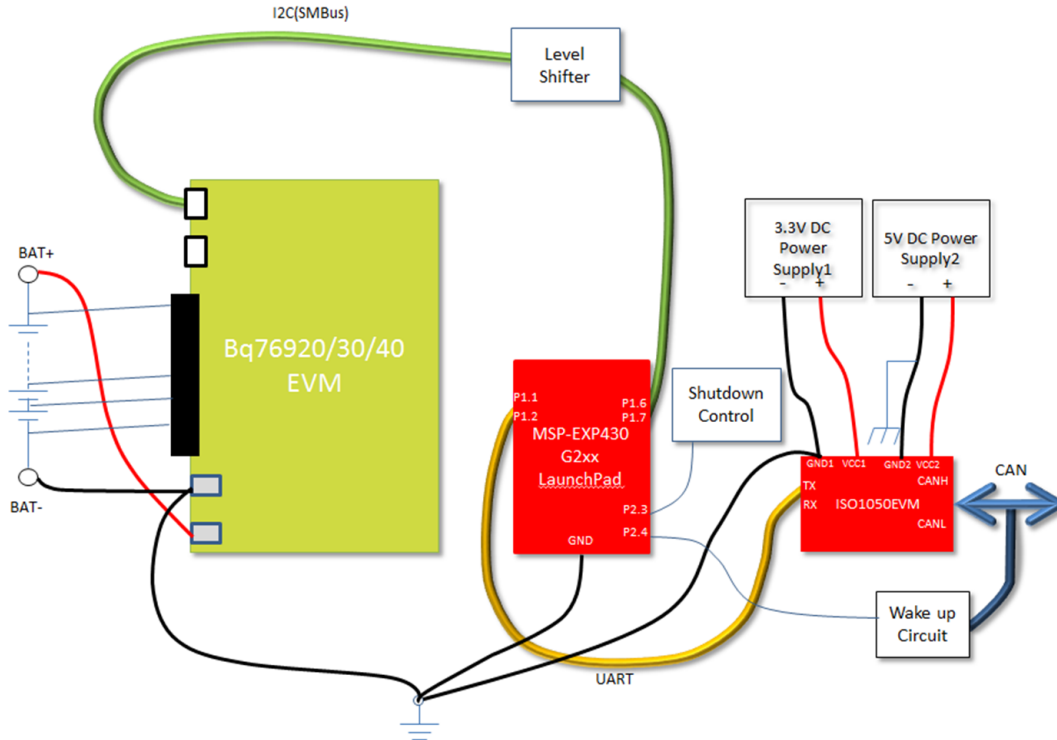 I2C(SMBus)
Level
Shifter
3.3V DC
Power
Supply1
- +
5V DC Power
Supply2
- +
BAT+
Bq76920/30/40
EVM
BAT-
P1.1
P1.2
P1.6
P1.7
MSP-EXP430
G2xx
LaunchPad
P2.3
P2.4
GND
Shutdown
Control
GND1 VCC1 GND2 VCC2
TX
RX
CANH
ISO1050EVM
CANL
CAN
Wake up
Circuit
UART